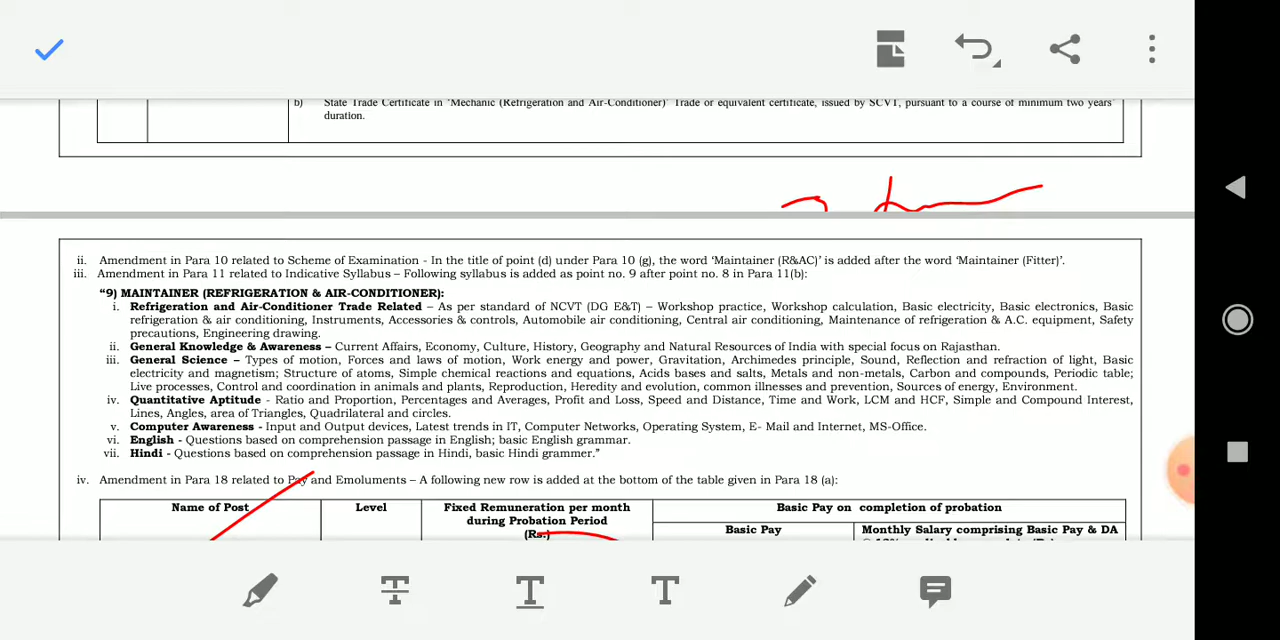 b) State Trade Certificate in 'Mechanic (Refrigeration and Air-Conditioner)' Trade or equivalent certificate, issued by SCVT, pursuant to a course of minimum two years'
duration.
ii. Amendment in Para 10 related to Scheme of Examination - In the title of point (d) under Para 10 (g), the word 'Maintainer (R&AC)' is added after the word 'Maintainer (Fitter)'.
iii. Amendment in Para 11 related to Indicative Syllabus – Following syllabus is added as point no. 9 after point no. 8 in Para 11(b):
"9) MAINTAINER (REFRIGERATION & AIR-CONDITIONER):
i. Refrigeration and Air-Conditioner Trade Related – As per standard of NCVT (DG E&T) – Workshop practice, Workshop calculation, Basic electricity, Basic electronics, Basic
refrigeration & air conditioning, Instruments, Accessories & controls, Automobile air conditioning, Central air conditioning, Maintenance of refrigeration & A.C. equipment, Safety
precautions, Engineering drawing.
ii. General Knowledge & Awareness – Current Affairs, Economy, Culture, History, Geography and Natural Resources of India with special focus on Rajasthan.
iii. General Science – Types of motion, Forces and laws of motion, Work energy and power, Gravitation, Archimedes principle, Sound, Reflection and refraction of light, Basic
electricity and magnetism; Structure of atoms, Simple chemical reactions and equations, Acids bases and salts, Metals and non-metals, Carbon and compounds, Periodic table;
Live processes, Control and coordination in animals and plants, Reproduction, Heredity and evolution, common illnesses and prevention, Sources of energy, Environment.
iv. Quantitative Aptitude - Ratio and Proportion, Percentages and Averages, Profit and Loss, Speed and Distance, Time and Work, LCM and HCF, Simple and Compound Interest,
Lines, Angles, area of Triangles, Quadrilateral and circles.
v. Computer Awareness - Input and Output devices, Latest trends in IT, Computer Networks, Operating System, E- Mail and Internet, MS-Office.
vi. English - Questions based on comprehension passage in English; basic English grammar.
vii. Hindi - Questions based on comprehension passage in Hindi, basic Hindi grammer."
iv. Amendment in Para 18 related to Pay and Emoluments – A following new row is added at the bottom of the table given in Para 18 (a):
Name of Post Level Fixed Remuneration per month Basic Pay on completion of probation
during Probation Period
(Rs.) Basic Pay Monthly Salary comprising Basic Pay & DA